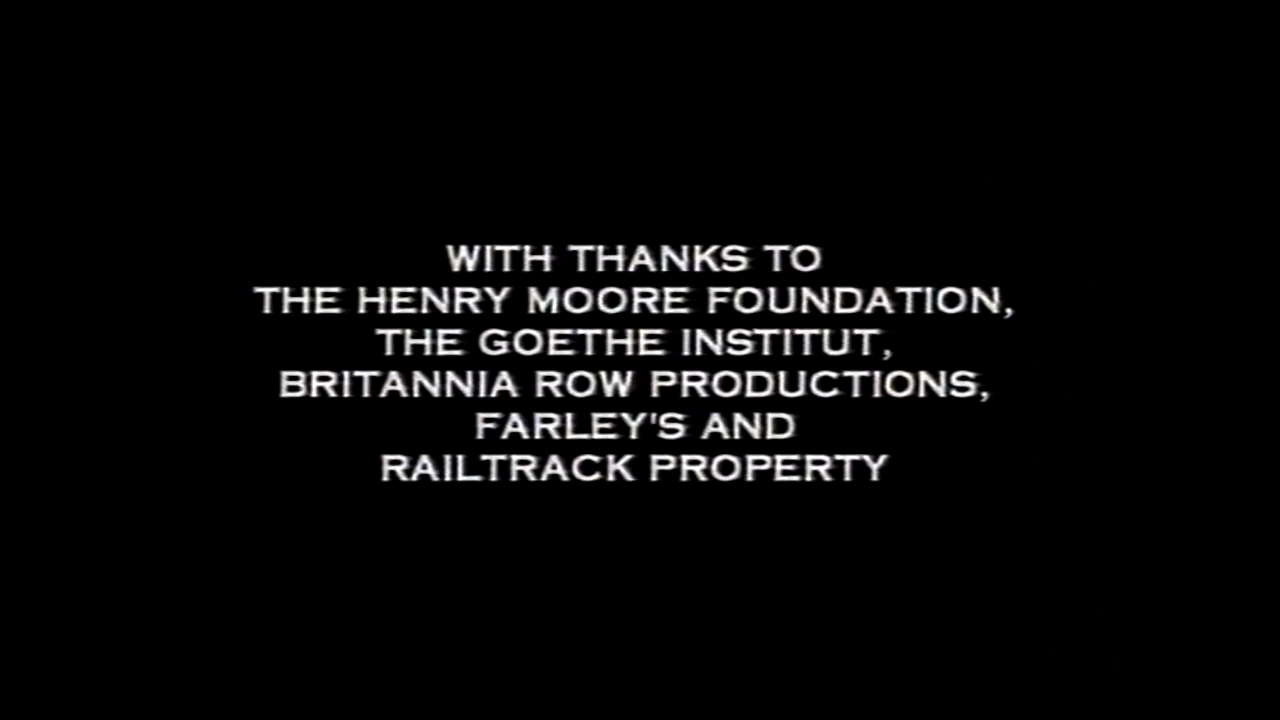 WITH THANKS TO
THE HENRY MOORE FOUNDATION,
THE GOETHE INSTITUT,
BRITANNIA ROW PRODUCTIONS,
FARLEY'S AND
RAILTRACK PROPERTY